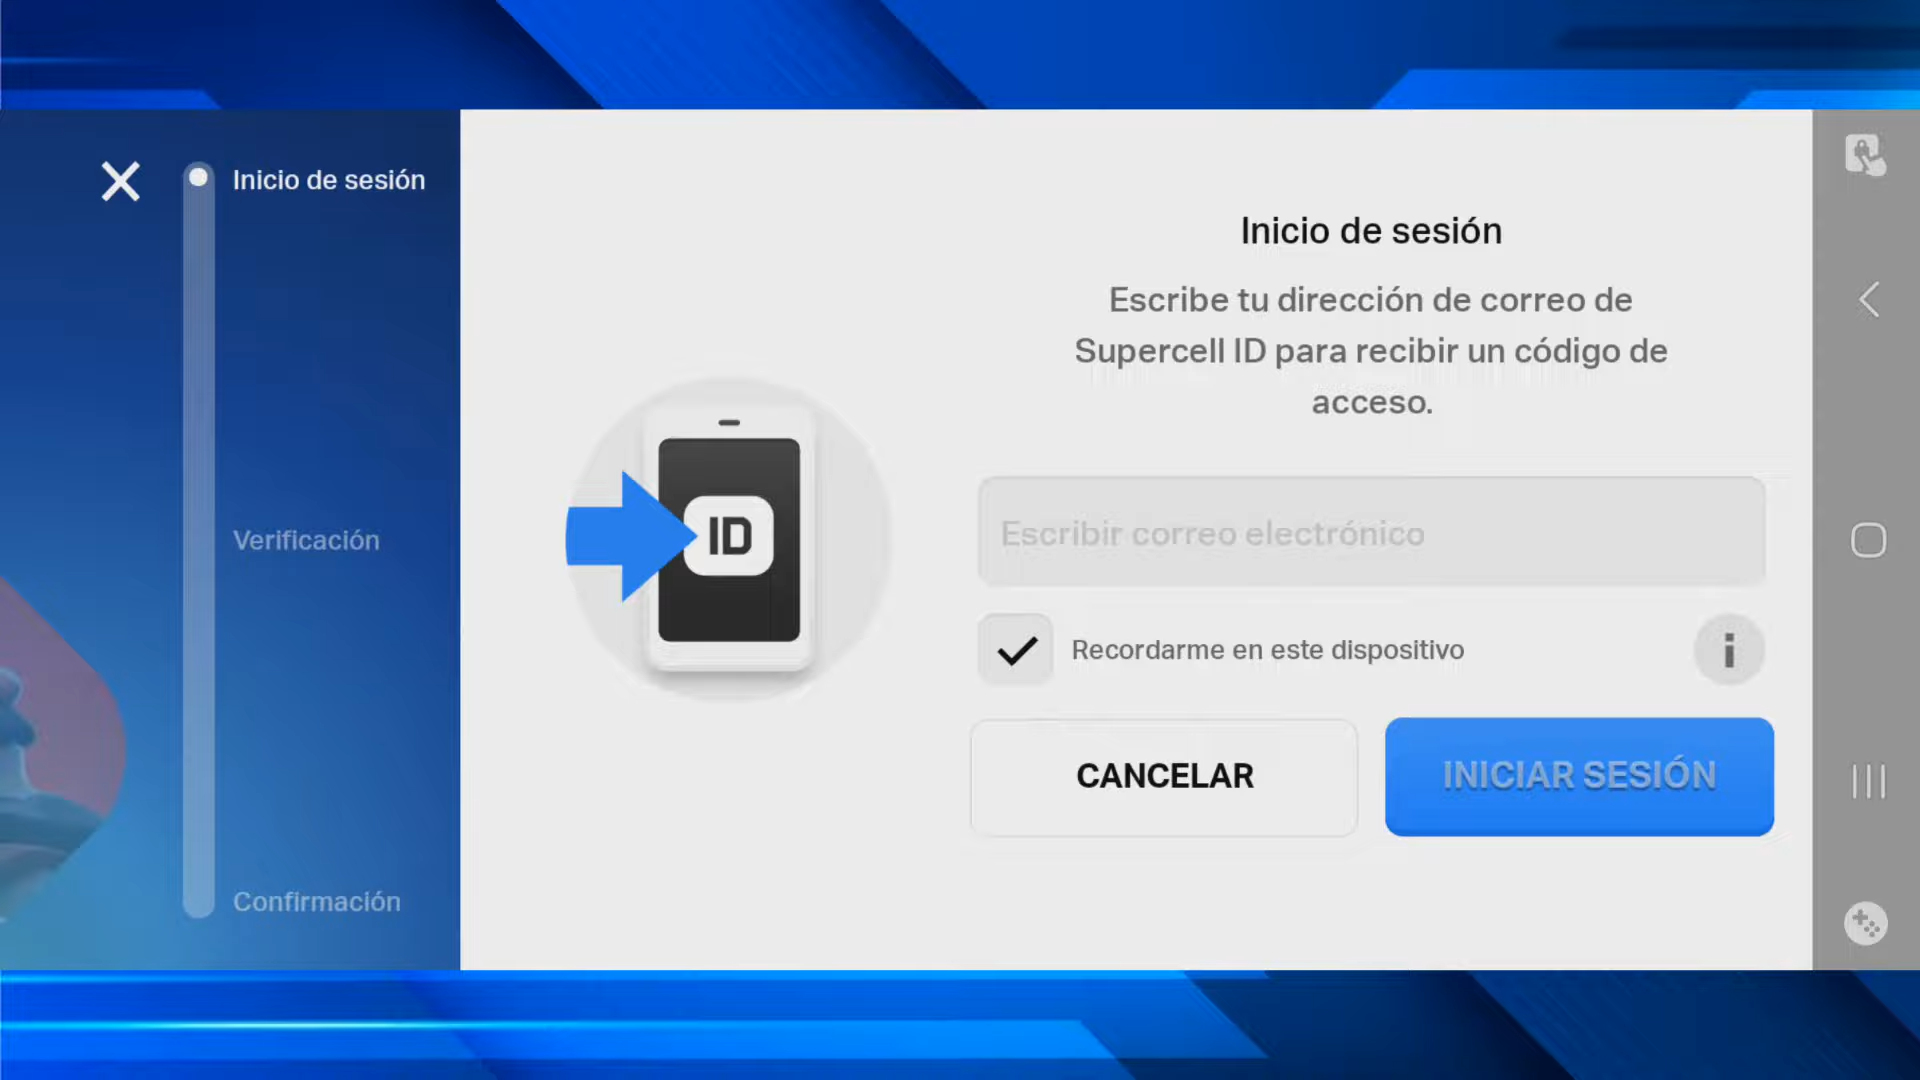 Inicio de sesión
Verificación
Confirmación
ID
Inicio de sesión
Escribe tu dirección de correo de
Supercell ID para recibir un código de
acceso.
Escribir correo electrónico
Recordarme en este dispositivo
CANCELAR
INICIAR SESIÓN